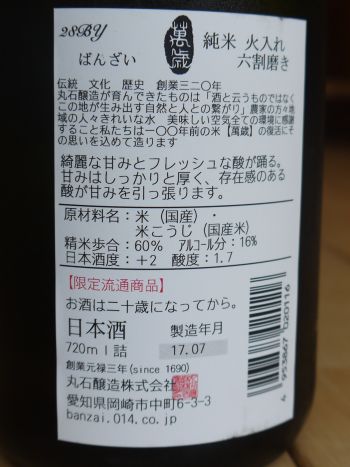 28BY
ばんざい
萬歳
純米 火入れ
六割磨き
伝統 文化 歴史 創業三二〇年
丸石醸造が育んできたものは「酒と云うものではなく
この地が生み出す自然と人との繋がり」農家の方々地
域の人々きれいな水 美味しい空気全ての環境に感謝
すること私たちは一〇〇年前の米【萬歳】の復活にそ
の思いを込めて造ります
綺麗な甘みとフレッシュな酸が踊る。
甘みはしっかりと厚く、存在感のある
酸が甘みを引っ張ります。
原材料名:米(国産)・
米こうじ(国産米)
精米歩合:60% アルコール分:16%
日本酒度:+2 酸度:1.7
【限定流通商品】
お酒は二十歳になってから。
日本酒 製造年月
720ml詰 17.07
創業元禄三年(since 1690)
丸石醸造株式会社
愛知県岡崎市中町6-3-3
banzai.014.co.jp
4 953867 020116